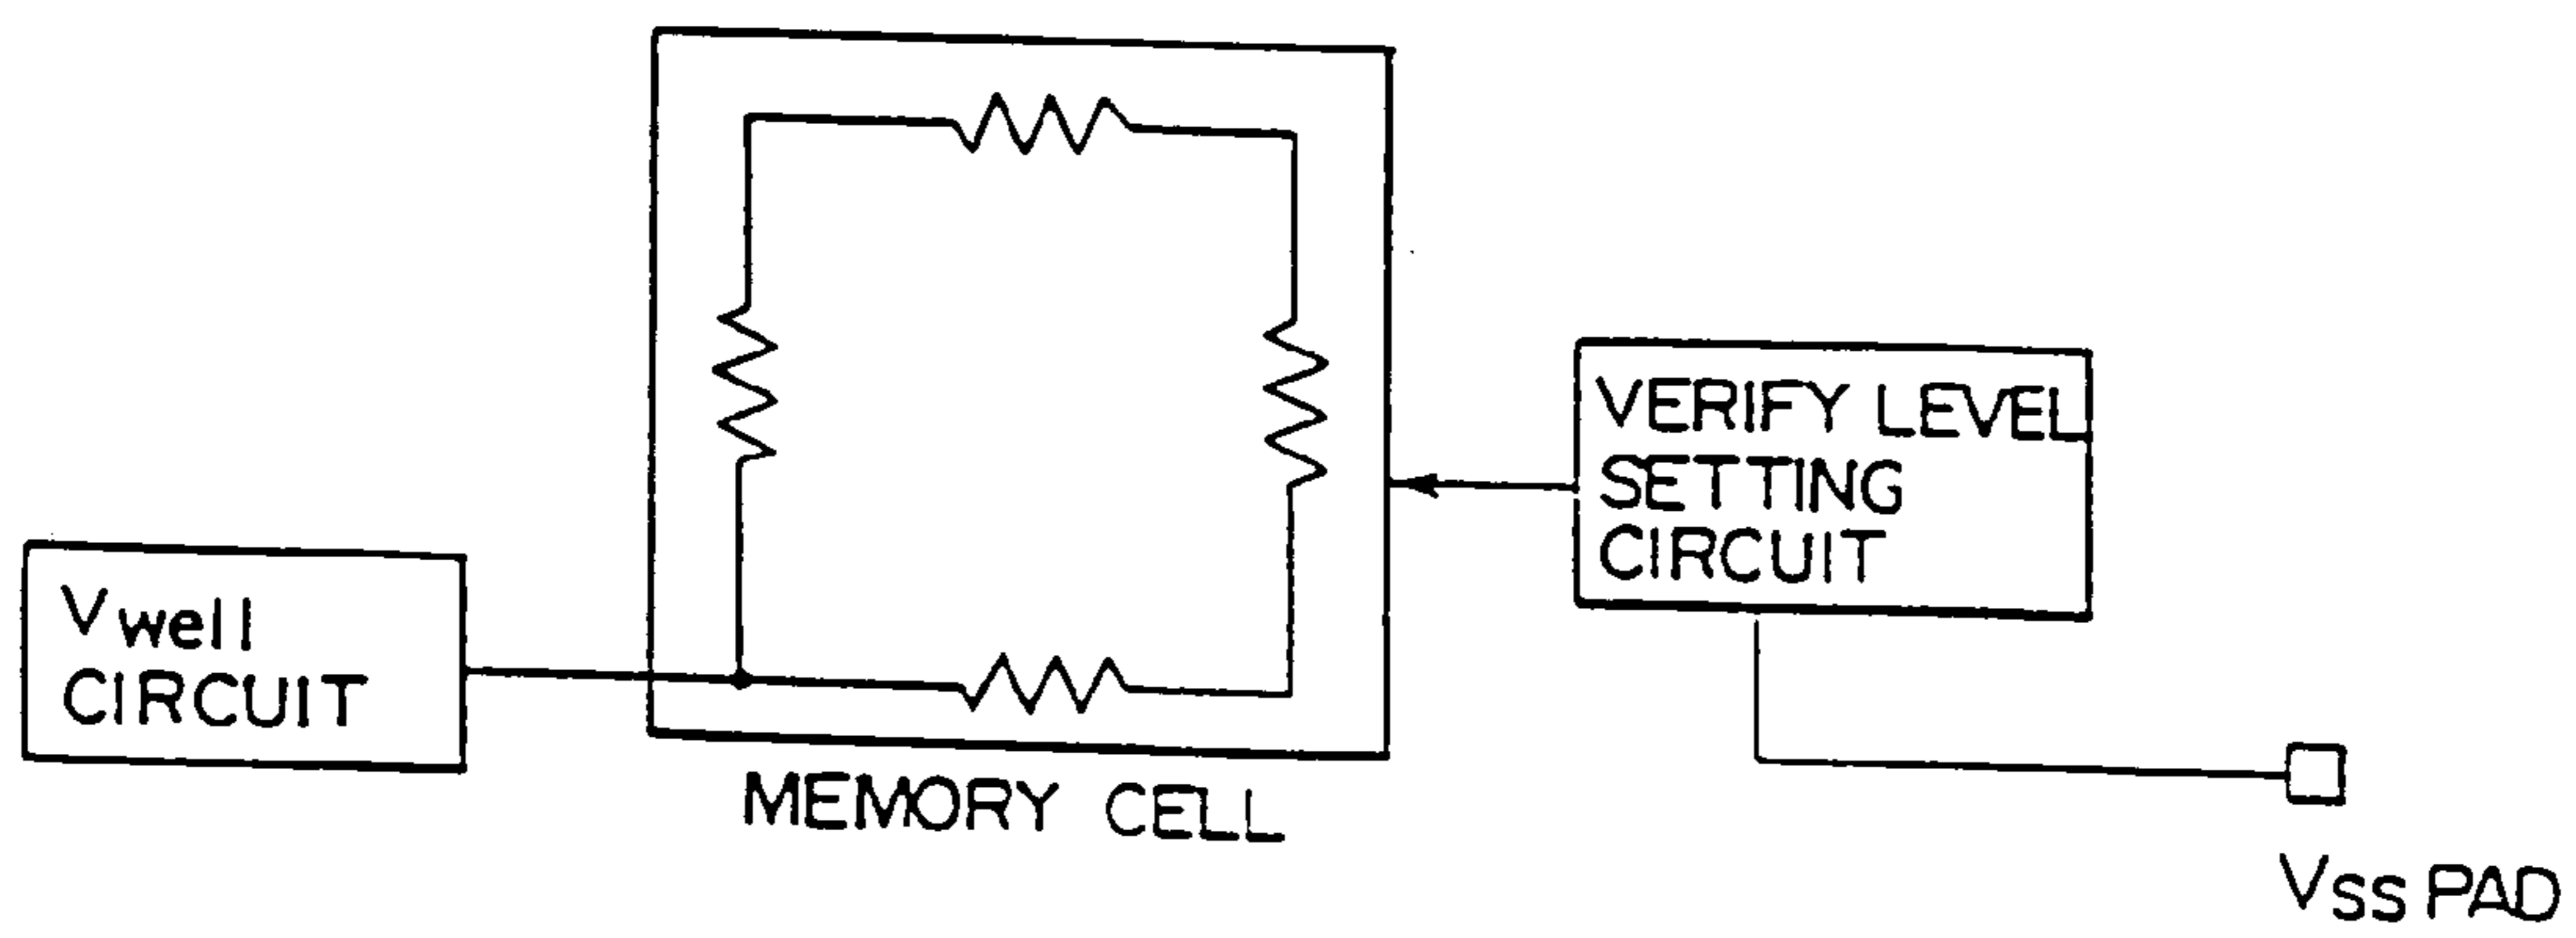 VERIFY LEVEL
SETTING
CIRCUIT
Vwell
CIRCUIT
MEMORY CELL
VSS PAD